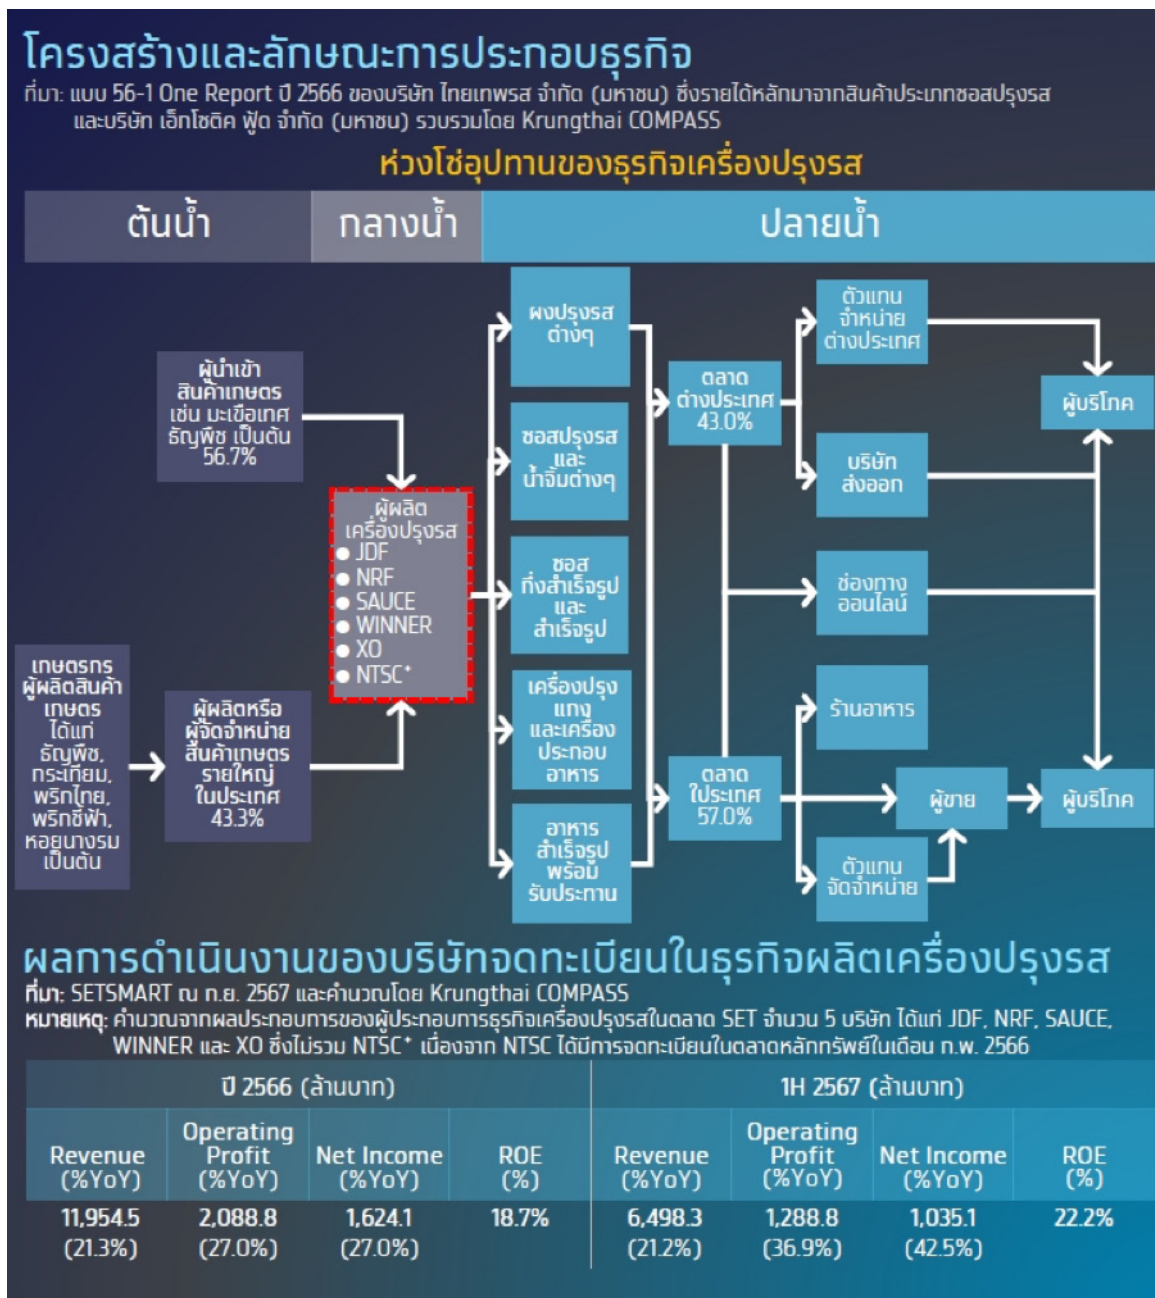 โครงสร้างและลักษณะการประกอบธุรกิจ
ที่มา: แบบ 56-1 One Report ปี 2566 ของบริษัท ไทยเทพรส จำกัด (มหาชน) ซึ่งรายได้หลักมาจากสินค้าประเภทซอสปรุงรส
และบริษัท เอ็กโซติค ฟู้ด จำกัด (มหาชน) รวบรวมโดย Krungthai COMPASS
ห่วงโซ่อุปทานของธุรกิจเครื่องปรุงรส
ต้นน้ำ
กลางน้ำ
ปลายน้ำ
เกษตรกร
ผู้ผลิตสินค้า
เกษตร
ได้แก่
ธัญพืช,
กระเทียม,
พริกไทย,
พริกชี้ฟ้า,
หอยนางรม
เป็นต้น
ผู้นำเข้า
สินค้าเกษตร
เช่น มะเขือเทศ
ธัญพืช เป็นต้น
56.7%
ผู้ผลิตหรือ
ผู้จัดจำหน่าย
สินค้าเกษตร
รายใหญ่
ในประเทศ
43.3%
ผู้ผลิต
เครื่องปรุงรส
● JDF
● NRF
● SAUCE
● WINNER
● XO
● NTSC⁺
ผงปรุงรส
ต่างๆ
ซอสปรุงรส
และ
น้ำจิ้มต่างๆ
ซอส
กึ่งสำเร็จรูป
และ
สำเร็จรูป
เครื่องปรุง
แกง
และเครื่อง
ประกอบ
อาหาร
อาหาร
สำเร็จรูป
พร้อม
รับประทาน
ตลาด
ต่างประเทศ
43.0%
ตลาด
ใประเทศ
57.0%
ตัวแทน
จำหน่าย
ต่างประเทศ
บริษัท
ส่งออก
ช่องทาง
ออนไลน์
ร้านอาหาร
ผู้ขาย
ตัวแทน
จัดจำหน่าย
ผู้บริโภค
ผู้บริโภค
ผลการดำเนินงานของบริษัทจดทะเบียนในธุรกิจผลิตเครื่องปรุงรส
ที่มา: SETSMART ณ ก.ย. 2567 และคำนวณโดย Krungthai COMPASS
หมายเหตุ: คำนวณจากผลประกอบการของผู้ประกอบการธุรกิจเครื่องปรุงรสในตลาด SET จำนวน 5 บริษัท ได้แก่ JDF, NRF, SAUCE,
WINNER และ XO ซึ่งไม่รวม NTSC⁺ เนื่องจาก NTSC ได้มีการจดทะเบียนในตลาดหลักทรัพย์ในเดือน ก.พ. 2566
ปี 2566 (ล้านบาท) 1H 2567 (ล้านบาท)
Revenue (%YoY) Operating Profit (%YoY) Net Income (%YoY) ROE (%) Revenue (%YoY) Operating Profit (%YoY) Net Income (%YoY) ROE (%)
11,954.5 2,088.8 1,624.1 18.7% 6,498.3 1,288.8 1,035.1 22.2%
(21.3%) (27.0%) (27.0%) (21.2%) (36.9%) (42.5%)